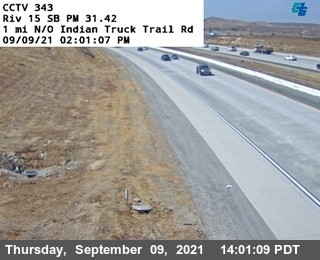 CCTV 343
Riv 15 SB PM 31.42
1 mi N/O Indian Truck Trail Rd
09/09/21 02:01:07 PM
Thursday, September 09, 2021 14:01:09 PDT